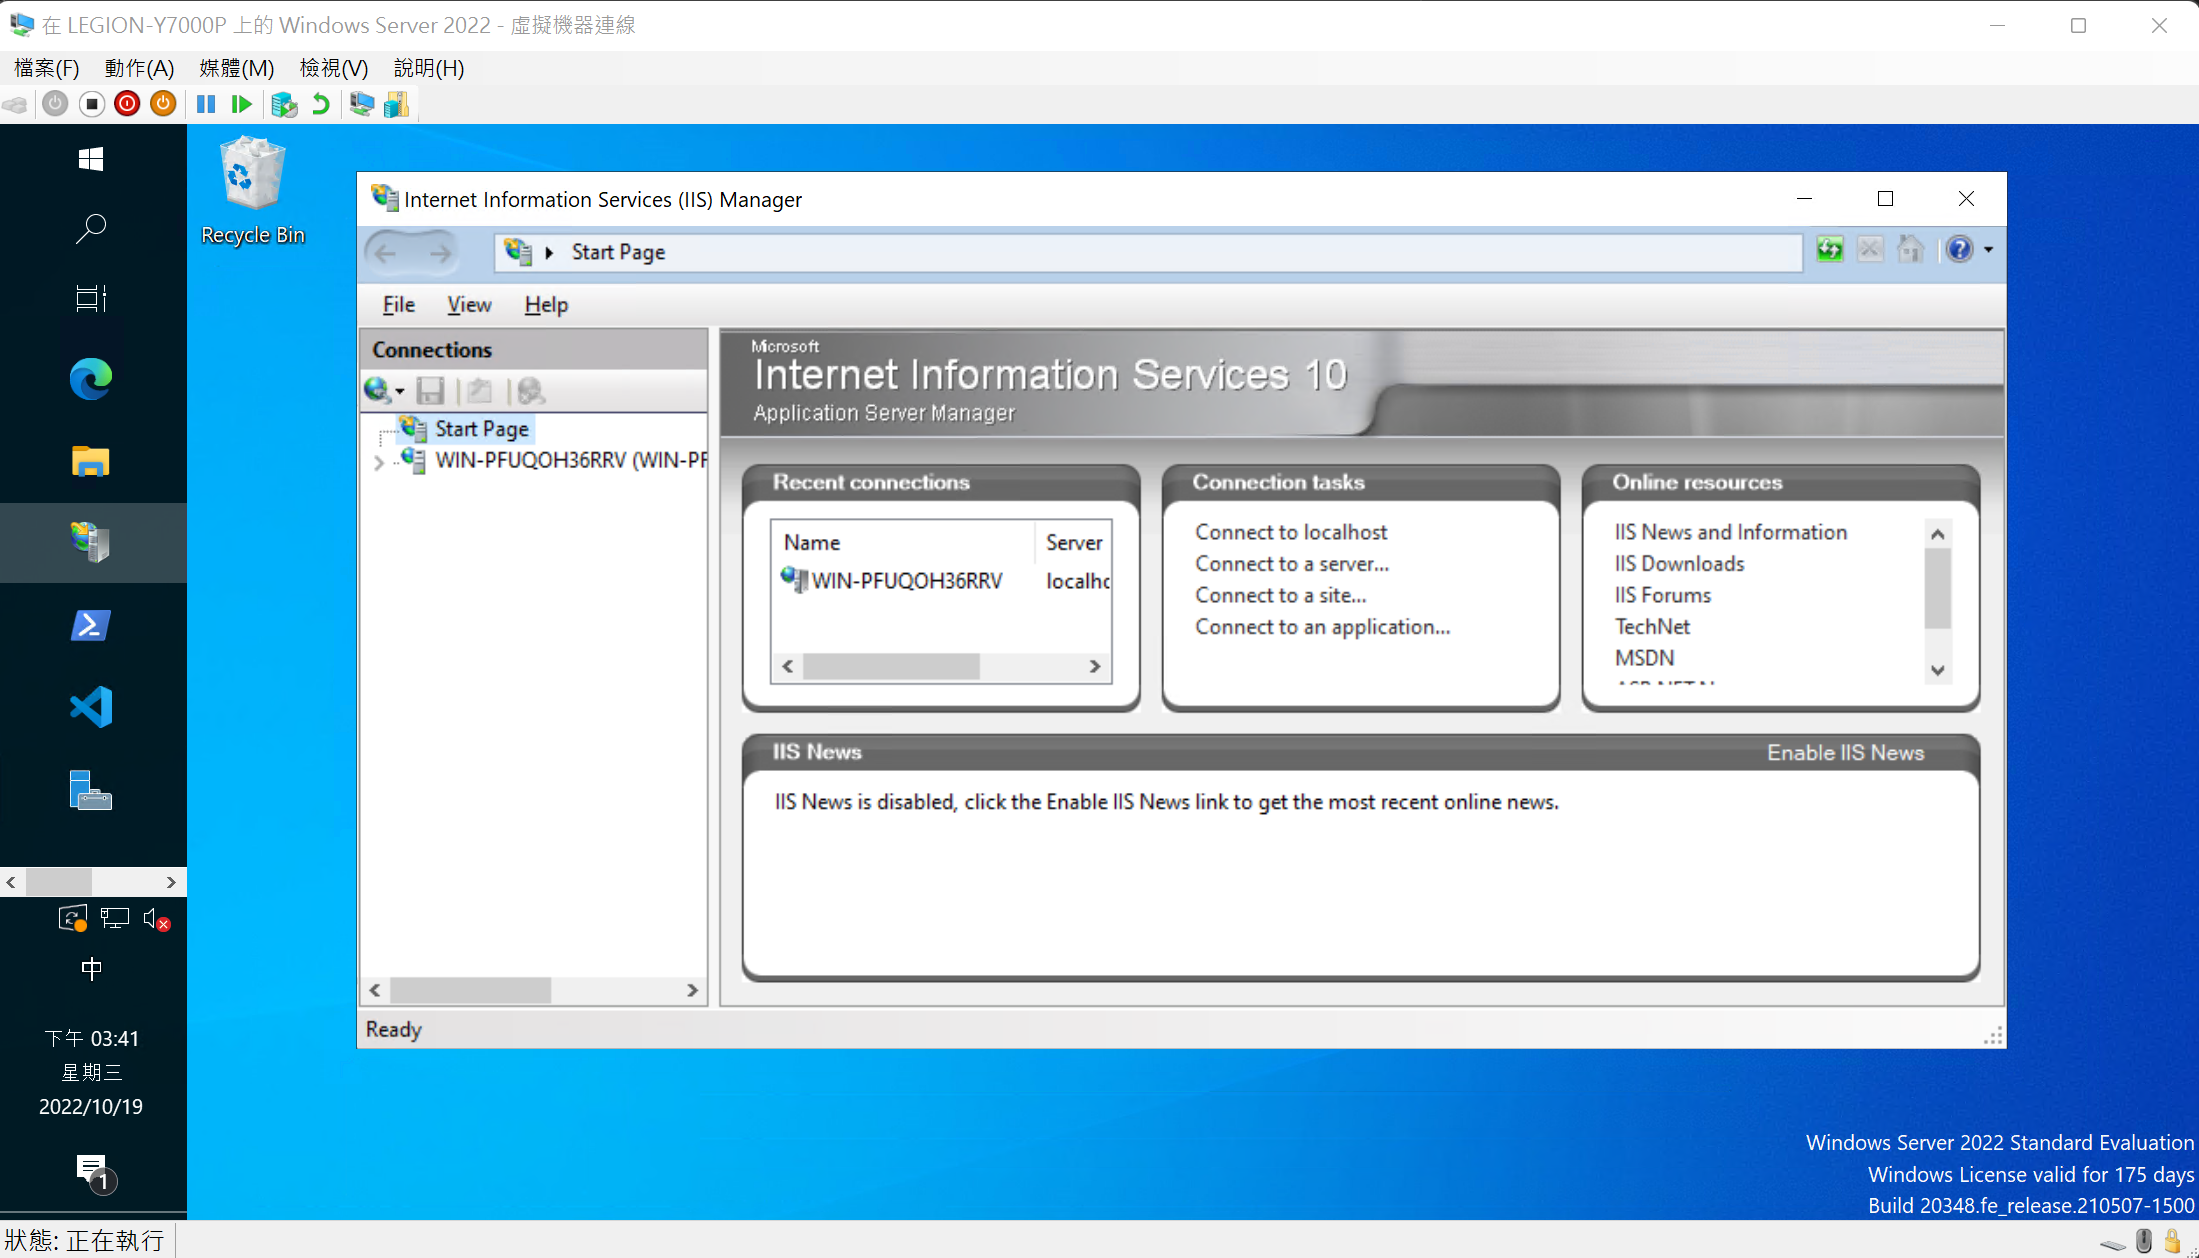 在 LEGION-Y7000P 上的 Windows Server 2022 - 虛擬機器連線
檔案(F) 動作(A) 媒體(M) 檢視(V) 說明(H)
Recycle Bin
Internet Information Services (IIS) Manager
Start Page
File View Help
Connections
Start Page
WIN-PFUQOH36RRV (WIN-PF
Microsoft
Internet Information Services 10
Application Server Manager
Recent connections
Name Server
WIN-PFUQOH36RRV localhc
Connection tasks
Connect to localhost
Connect to a server...
Connect to a site...
Connect to an application...
Online resources
IIS News and Information
IIS Downloads
IIS Forums
TechNet
MSDN
IIS News Enable IIS News
IIS News is disabled, click the Enable IIS News link to get the most recent online news.
Ready
中
下午 03:41
星期三
2022/10/19
1
Windows Server 2022 Standard Evaluation
Windows License valid for 175 days
Build 20348.fe_release.210507-1500
狀態: 正在執行